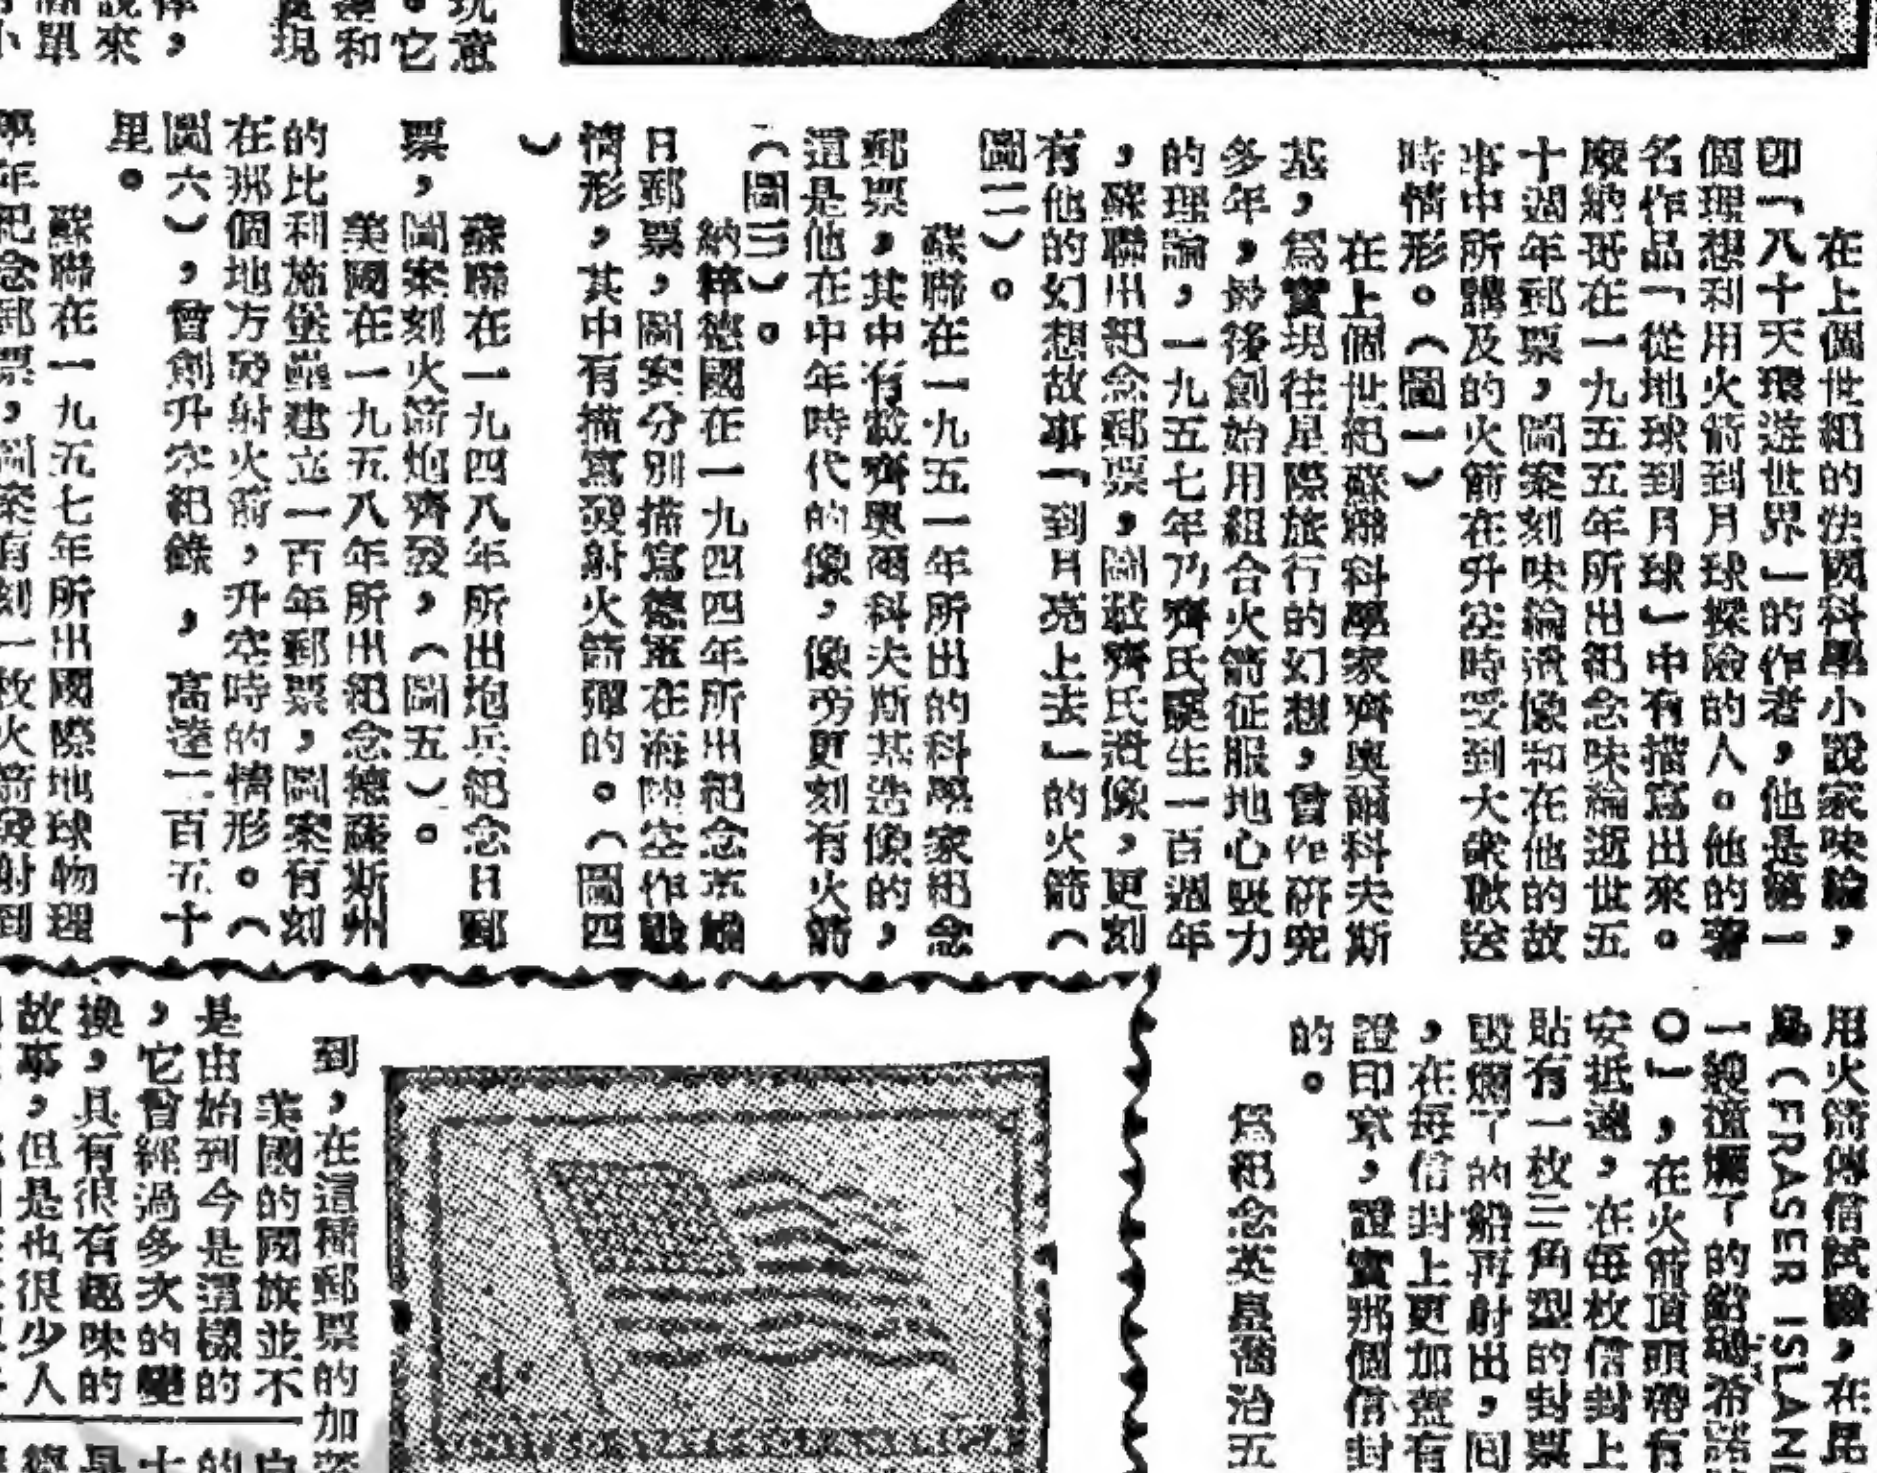 在上個世紀的法國科學小說家味輪，
即「八十天環遊世界」的作者，他是第一
個理想利用火箭到月球探險的人。他的著
名作品「從地球到月球」中有描寫出來。
摩納哥在一九五五年所出紀念味輪逝世五
十週年郵票，圖案刻味輪造像和在他的故
事中所講及的火箭在升空時受到大衆歡送
時情形。（圖一）
在上個世紀蘇聯科學家齊奧爾科夫斯
基，爲實現往星際旅行的幻想，曾作研究
多年，最後創始用組合火箭征服地心吸力
的理論，一九五七年乃齊氏誕生一百週年
，蘇聯出紀念郵票，圖試齊氏造像，更刻
有他的幻想故事「到月亮上去」的火箭（
圖二）。
蘇聯在一九五一年所出的科學家紀念
郵票，其中有齊奧爾科夫斯基造像的，
這是他在中年時代的像，像旁更刻有火箭
（圖三）。
納粹德國在一九四四年所出紀念
日郵票，圖案分別描寫德軍在海陸空作戰
情形，其中有描寫發射火箭彈的。（圖四
）
蘇聯在一九四八年所出炮兵紀念日郵
票，圖案刻火箭炮齊發，（圖五）。
美國在一九五八年所出紀念德薩斯州
的比利施堡壘建立一百年郵票，圖案有刻
在那個地方發射火箭，升空時的情形。（
圖六），曾創升空紀錄，高達一百五十
里。
蘇聯在一九五七年所出國際地球物理
年紀念郵票，圖案有刻一枚火箭發射到
用火箭傳信試驗，在昆
島（FRASER ISLAND
一艘擅爛了的船
〇」，在火箭頂頭帶有
安抵達，在每枚信封上
貼有一枚三角型的封票
毀爛了的船再射出，囘
，在每信封上更加蓋有
證印章，證實那個信封
的。
爲紀念英皇喬治五
到，在這種郵票的加蓋
美國的國旗並不
是由始到今是這樣的
，它曾經過多次的變
換，具有很有趣味的
故事，但是也很少人